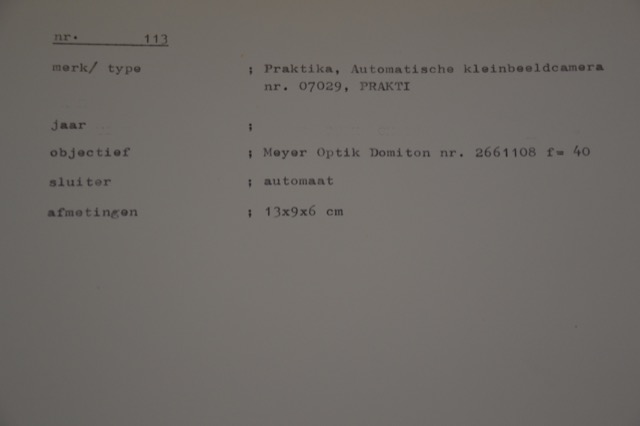 nr. 113
merk/ type ; Praktika, Automatische kleinbeeldcamera
nr. 07029, PRAKTI
jaar ;
objectief ; Meyer Optik Domiton nr. 2661108 f= 40
sluiter ; automaat
afmetingen ; 13x9x6 cm